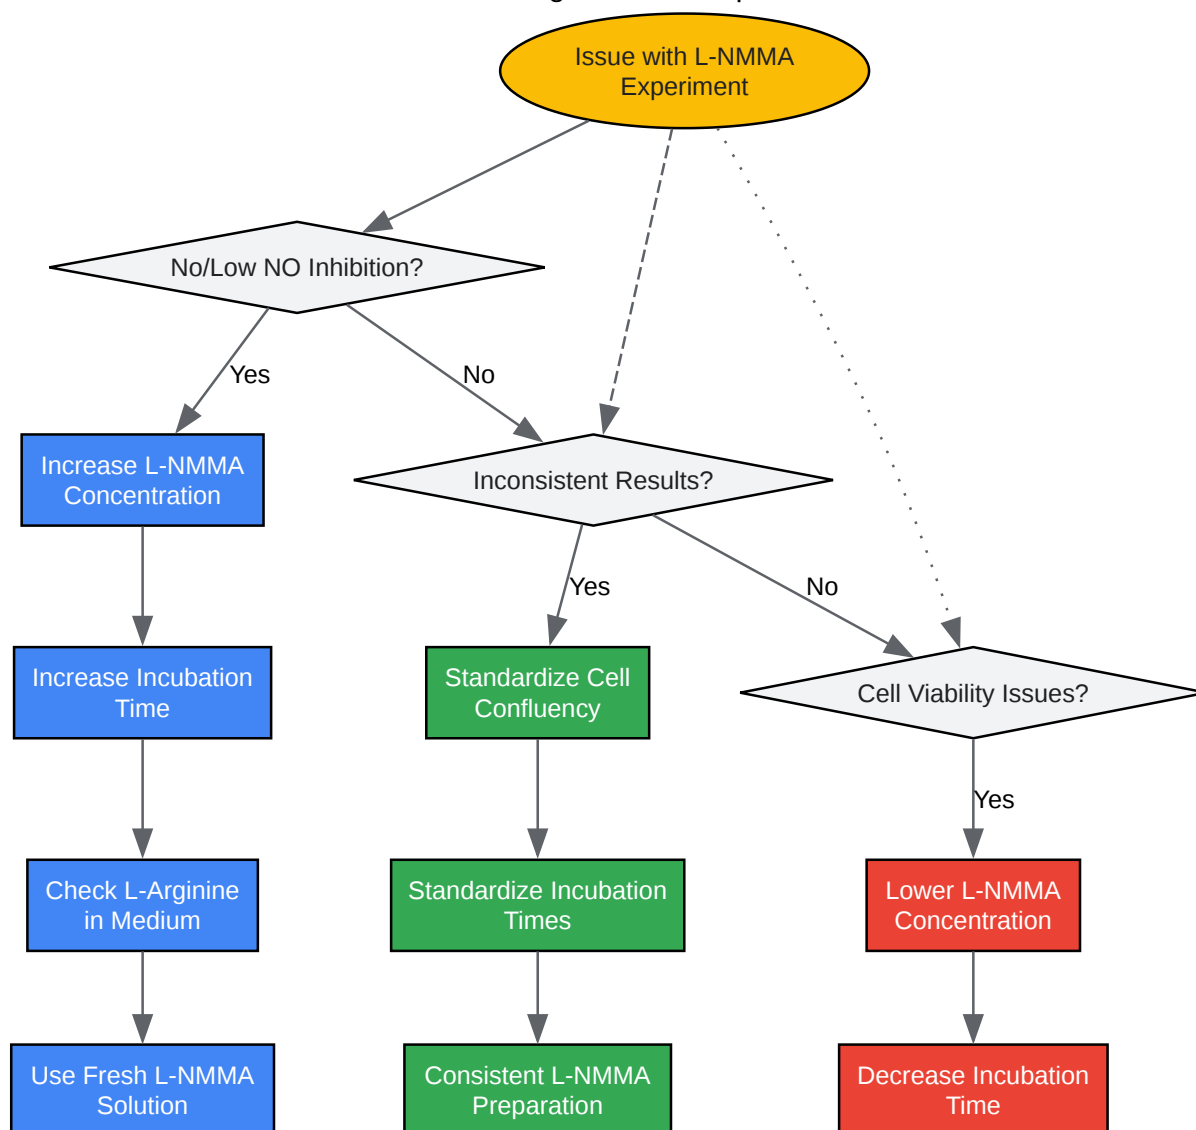 Issue with L-NMMA
Experiment
No/Low NO Inhibition?
Yes
No
Increase L-NMMA
Concentration
Inconsistent Results?
Yes
No
Increase Incubation
Time
Standardize Cell
Confluency
Cell Viability Issues?
Yes
Check L-Arginine
in Medium
Standardize Incubation
Times
Lower L-NMMA
Concentration
Use Fresh L-NMMA
Solution
Consistent L-NMMA
Preparation
Decrease Incubation
Time